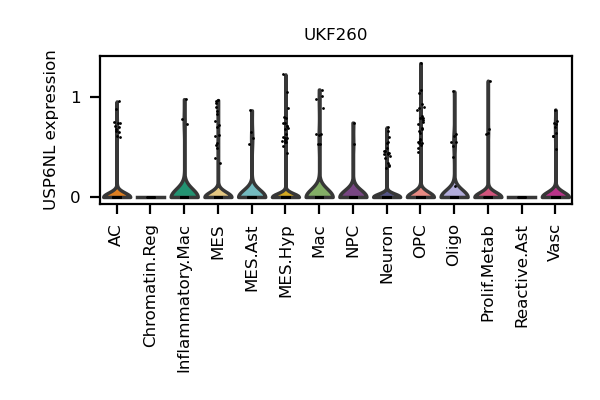 UKF260
USP6NL expression
1
0
AC
Chromatin.Reg
Inflammatory.Mac
MES
MES.Ast
MES.Hyp
Mac
NPC
Neuron
OPC
Oligo
Prolif.Metab
Reactive.Ast
Vasc